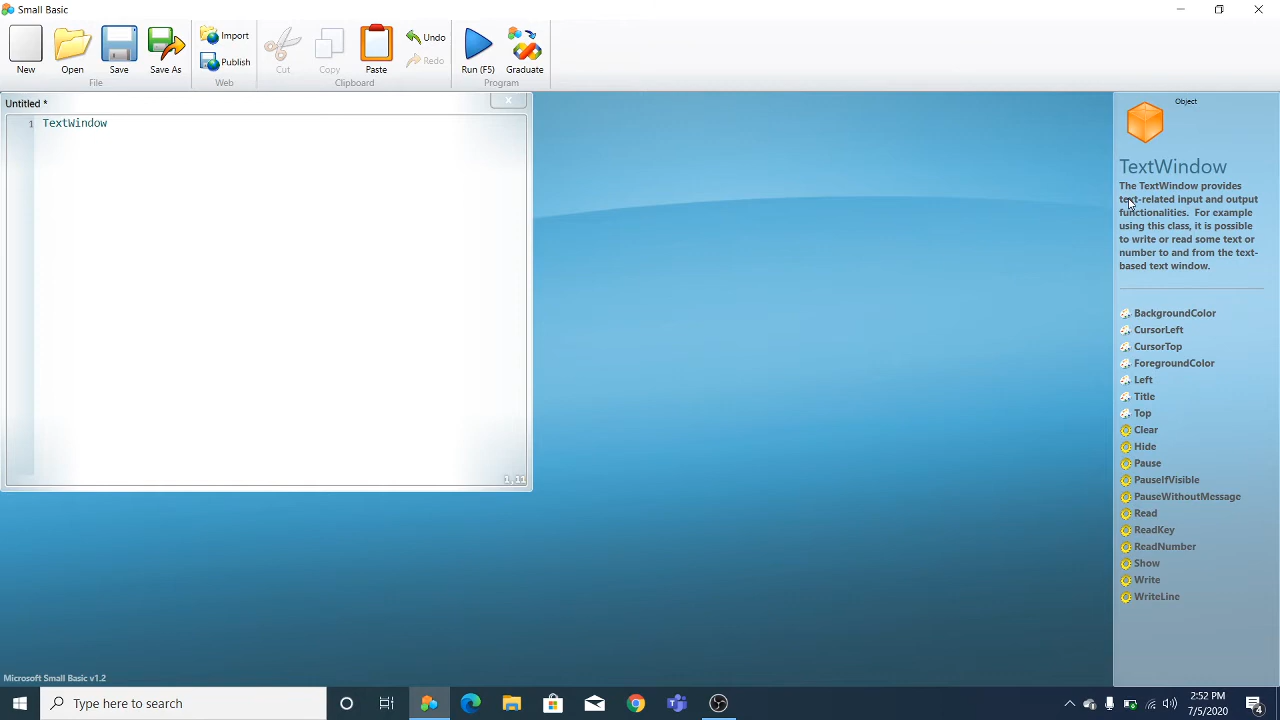 Small Basic
New
Open
Save
Save As
Import
Publish
Cut
Copy
Paste
Undo
Redo
Run (F5)
Graduate
File
Web
Clipboard
Program
Untitled *
x
1 TextWindow
1,11
Object
TextWindow
The TextWindow provides
text-related input and output
functionalities. For example
using this class, it is possible
to write or read some text or
number to and from the text-
based text window.
BackgroundColor
CursorLeft
CursorTop
ForegroundColor
Left
Title
Top
Clear
Hide
Pause
PauseIfVisible
PauseWithoutMessage
Read
ReadKey
ReadNumber
Show
Write
WriteLine
Microsoft Small Basic v1.2
Type here to search
2:52 PM
7/5/2020
4